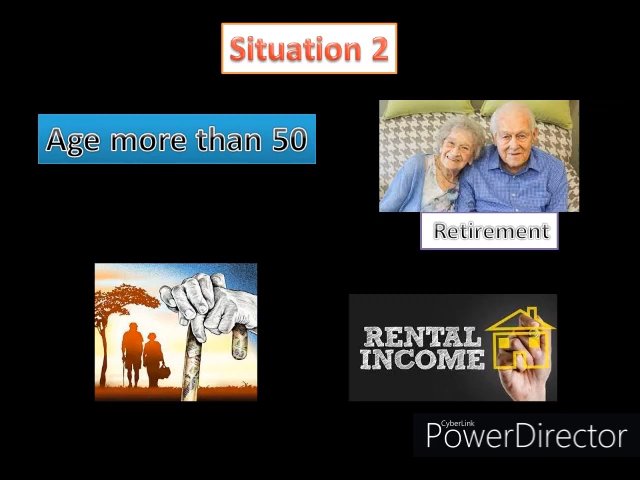 Situation 2
Age more than 50
Retirement
RENTAL
INCOME
CyberLink
PowerDirector